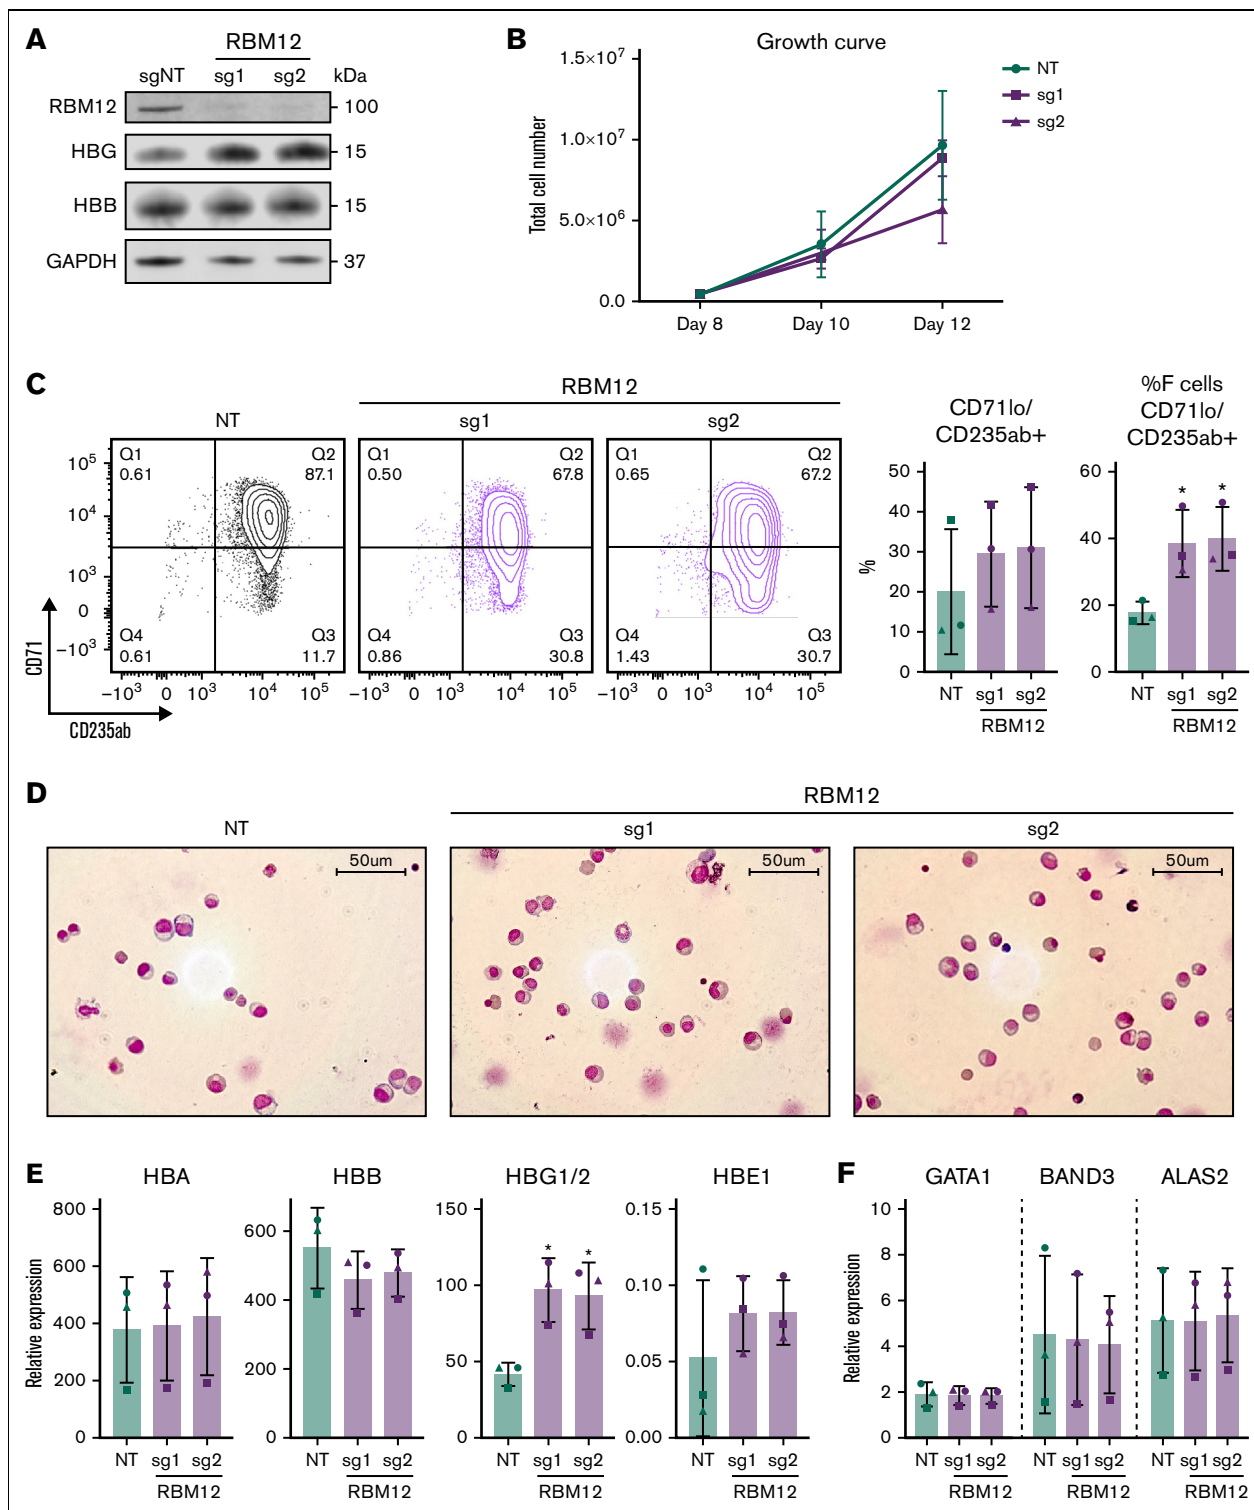 A
RBM12
sgNT sg1 sg2 kDa
RBM12 100
HBG 15
HBB 15
GAPDH 37
B
Growth curve
Total cell number
1.5×10⁷
1.0×10⁷
5.0×10⁶
0.0
Day 8 Day 10 Day 12
NT
sg1
sg2
C
RBM12
NT sg1 sg2
Q1 0.61
Q2 87.1
Q4 0.61
Q3 11.7
Q1 0.50
Q2 67.8
Q4 0.86
Q3 30.8
Q1 0.65
Q2 67.2
Q4 1.43
Q3 30.7
10⁵
10⁴
10³
0
−10³
CD71
−10³ 0 10³ 10⁴ 10⁵
−10³ 0 10³ 10⁴ 10⁵
−10³ 0 10³ 10⁴ 10⁵
CD235ab
CD71lo/
CD235ab+
%
50
40
30
20
10
0
NT sg1 sg2
RBM12
%F cells
CD71lo/
CD235ab+
60
40
20
0
* *
NT sg1 sg2
RBM12
D
RBM12
NT sg1 sg2
50um 50um 50um
E
HBA
Relative expression
800
600
400
200
0
NT sg1 sg2
RBM12
HBB
600
400
200
0
NT sg1 sg2
RBM12
HBG1/2
150
100
50
0
* *
NT sg1 sg2
RBM12
HBE1
0.15
0.10
0.05
0.00
NT sg1 sg2
RBM12
F
GATA1 BAND3 ALAS2
Relative expression
10
8
6
4
2
0
NT sg1 sg2 NT sg1 sg2 NT sg1 sg2
RBM12 RBM12 RBM12